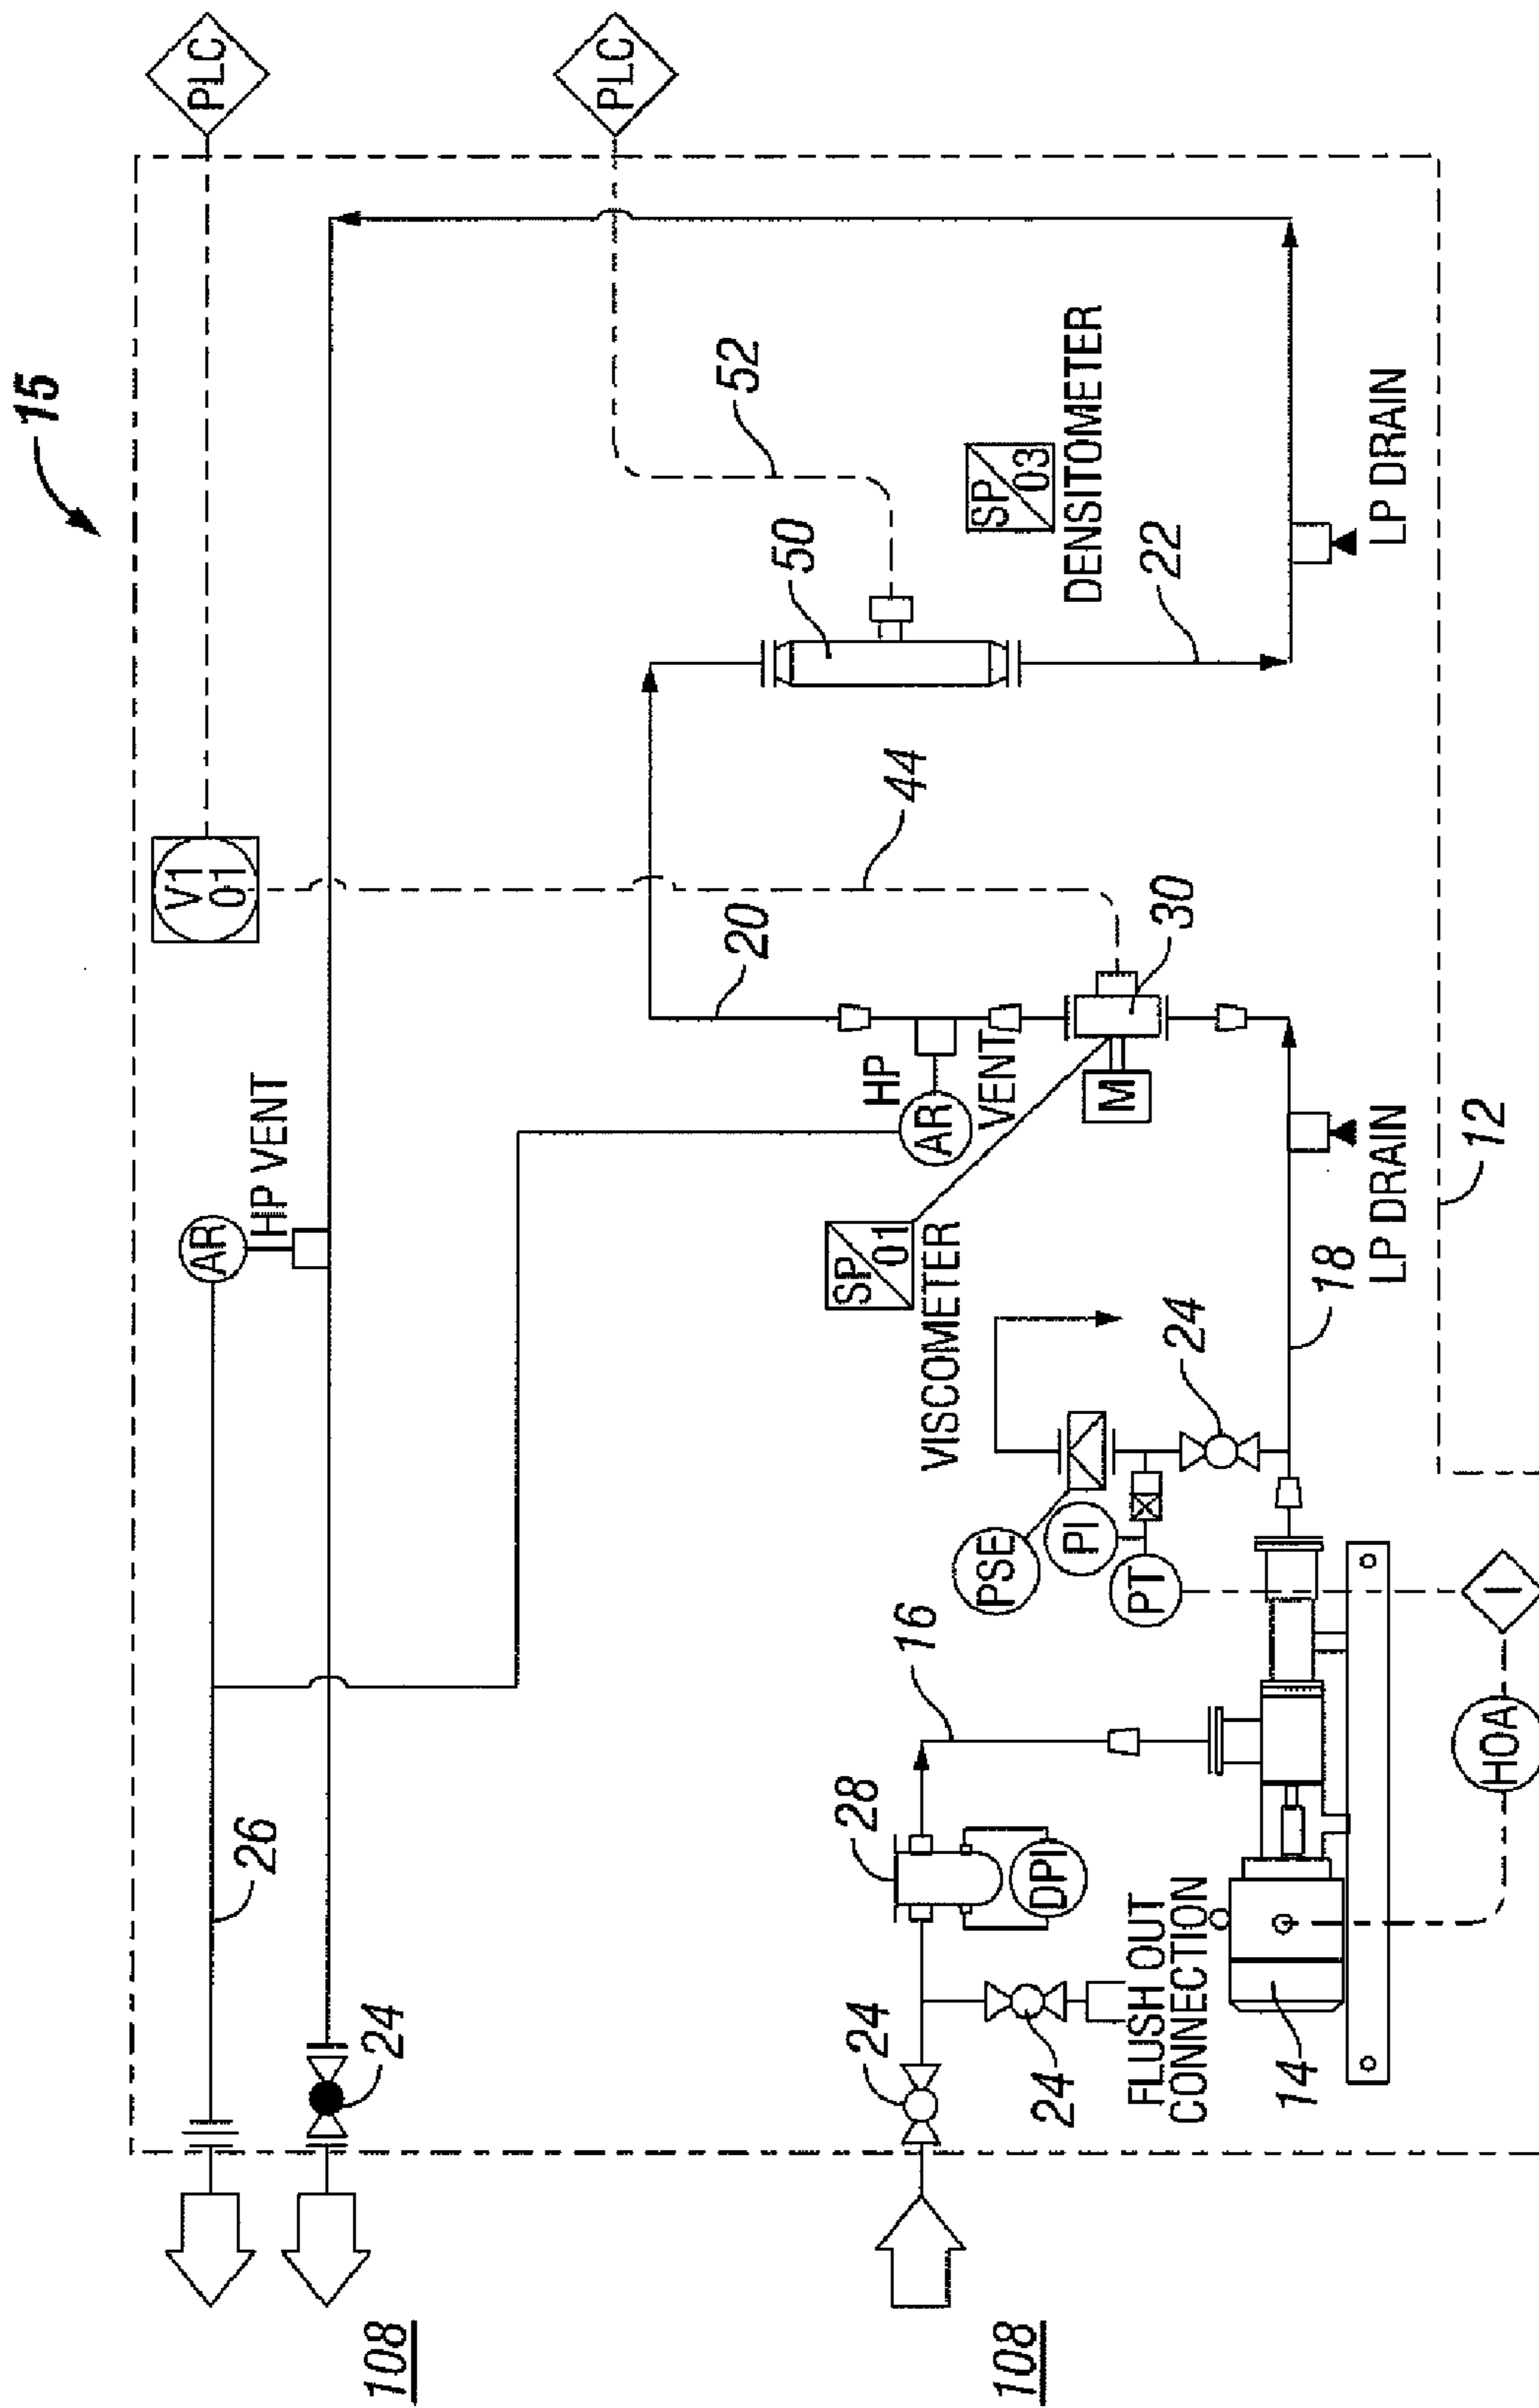 15
PLC
PLC
V1
01
52
50
SP
03
DENSITOMETER
22
LP DRAIN
44
20
30
HP
VENT
AR
M
AR
HP VENT
SP
01
VISCOMETER
LP DRAIN
12
18
24
PSE
PI
PT
I
HOA
16
28
DPI
26
24
24
24
FLUSH OUT
CONNECTION
14
108
108